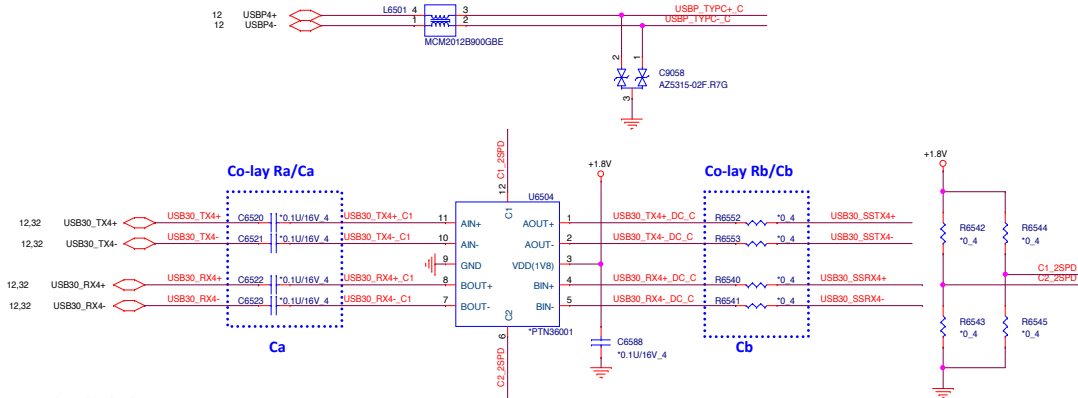 12 USBP4+ L6501 4 3 USBP_TYPC+_C
12 USBP4- 1 2 USBP_TYPC-_C
MCM2012B900GBE
2 1
C9058
AZ5315-02F.R7G
3
C1_2SPD
Co-lay Ra/Ca
+1.8V
Co-lay Rb/Cb
+1.8V
12
U6504
C1
12,32 USB30_TX4+ USB30_TX4+ C6520 *0.1U/16V_4 USB30_TX4+_C1 11 AIN+ AOUT+ 1 USB30_TX4+_DC_C R6552 *0_4 USB30_SSTX4+
12,32 USB30_TX4- USB30_TX4- C6521 *0.1U/16V_4 USB30_TX4-_C1 10 AIN- AOUT- 2 USB30_TX4-_DC_C R6553 *0_4 USB30_SSTX4-
R6542 R6544
*0_4 *0_4
9 GND VDD(1V8) 3
C1_2SPD
C2_2SPD
12,32 USB30_RX4+ USB30_RX4+ C6522 *0.1U/16V_4 USB30_RX4+_C1 8 BOUT+ BIN+ 4 USB30_RX4+_DC_C R6540 *0_4 USB30_SSRX4+
12,32 USB30_RX4- USB30_RX4- C6523 *0.1U/16V_4 USB30_RX4-_C1 7 BOUT- BIN- 5 USB30_RX4-_DC_C R6541 *0_4 USB30_SSRX4-
C2
R6543 R6545
*0_4 *0_4
*PTN36001
6
Ca
C6588
*0.1U/16V_4
Cb
C2_2SPD